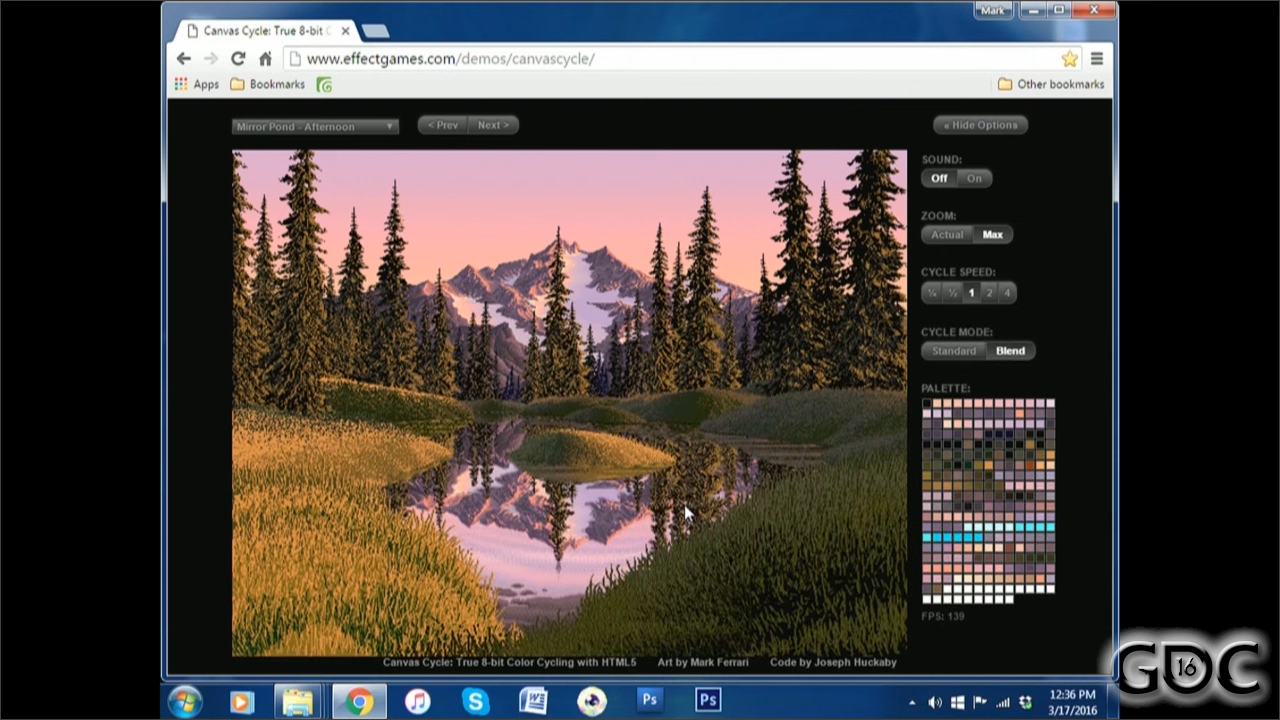 Mark
Canvas Cycle: True 8-bit C
www.effectgames.com/demos/canvascycle/
Apps Bookmarks Other bookmarks
Mirror Pond - Afternoon < Prev Next > « Hide Options
SOUND:
Off On
ZOOM:
Actual Max
CYCLE SPEED:
¼ ½ 1 2 4
CYCLE MODE:
Standard Blend
PALETTE:
FPS: 139
Canvas Cycle: True 8-bit Color Cycling with HTML5 Art by Mark Ferrari Code by Joseph Huckaby
GDC 16
Ps Ps
12:36 PM
3/17/2016